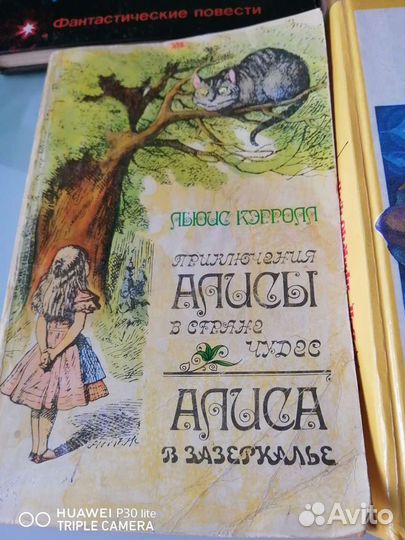 Фантастические повести
ЛЬЮИС КЭРРОЛЛ
ПРИКЛЮЧЕНИЯ
АЛИСЫ
В СТРАНЕ
ЧУДЕС
АЛИСА
В ЗАЗЕРКАЛЬЕ
HUAWEI P30 lite
TRIPLE CAMERA
Avito